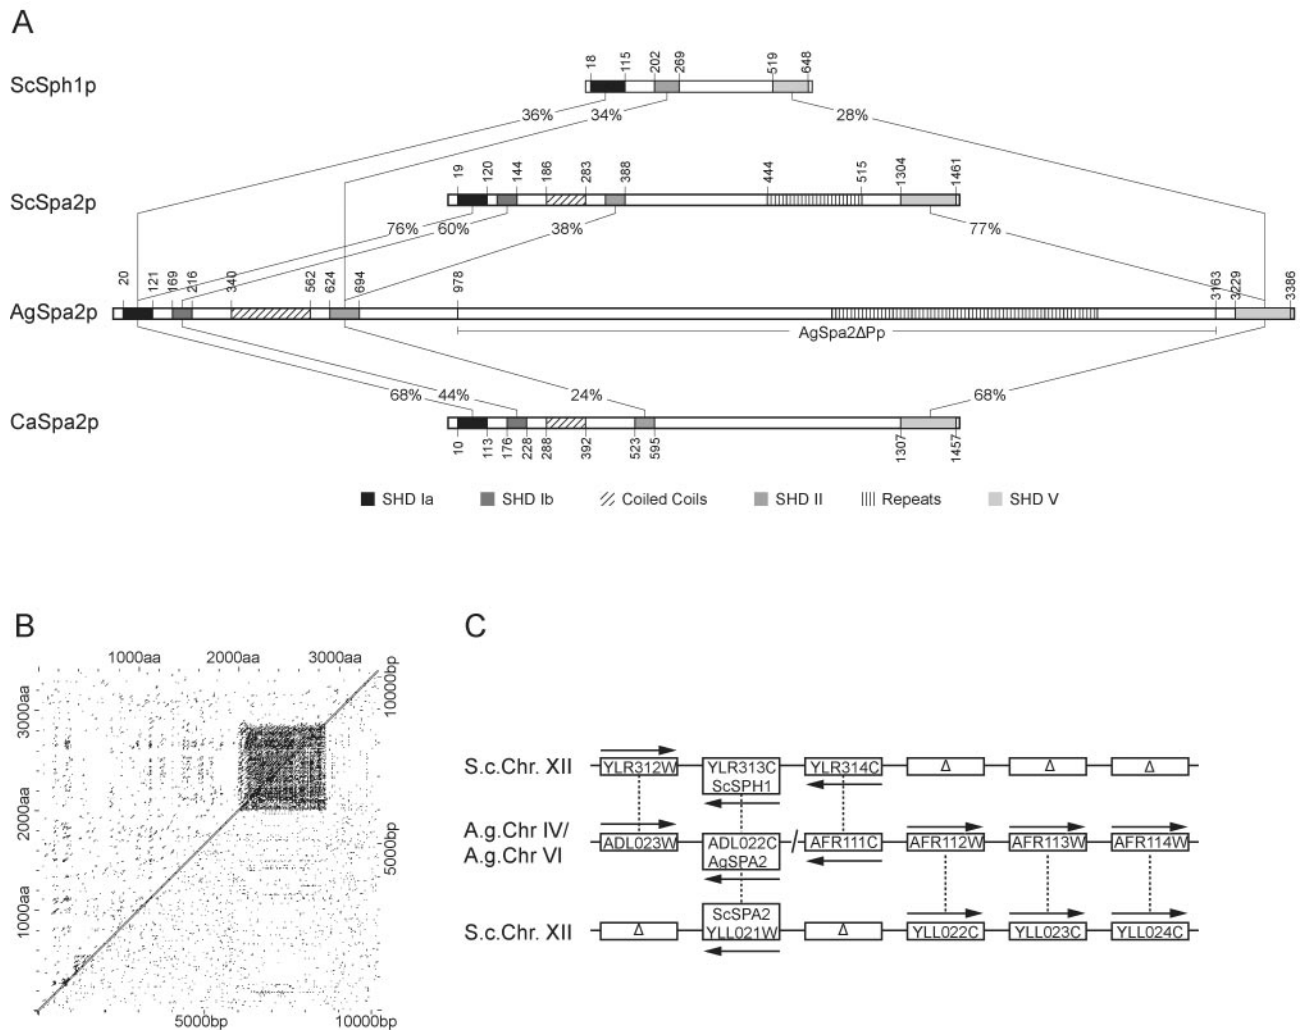 A
ScSph1p
18 115 202 269 519 648
36% 34% 28%
ScSpa2p
19 120 144 186 283 388 444 515 1304 1461
76% 60% 38% 77%
AgSpa2p
20 121 169 216 340 562 624 694 978 3163 3229 3386
AgSpa2ΔPp
68% 44% 24% 68%
CaSpa2p
10 113 176 228 288 392 523 595 1307 1457
SHD Ia SHD Ib Coiled Coils SHD II Repeats SHD V
B
1000aa 2000aa 3000aa
3000aa
2000aa
1000aa
10000bp
5000bp
5000bp 10000bp
C
S.c.Chr. XII
YLR312W YLR313C YLR314C Δ Δ Δ
ScSPH1
A.g.Chr IV/
A.g.Chr VI
ADL023W ADL022C / AFR111C AFR112W AFR113W AFR114W
AgSPA2
S.c.Chr. XII
ScSPA2
Δ YLL021W Δ YLL022C YLL023C YLL024C